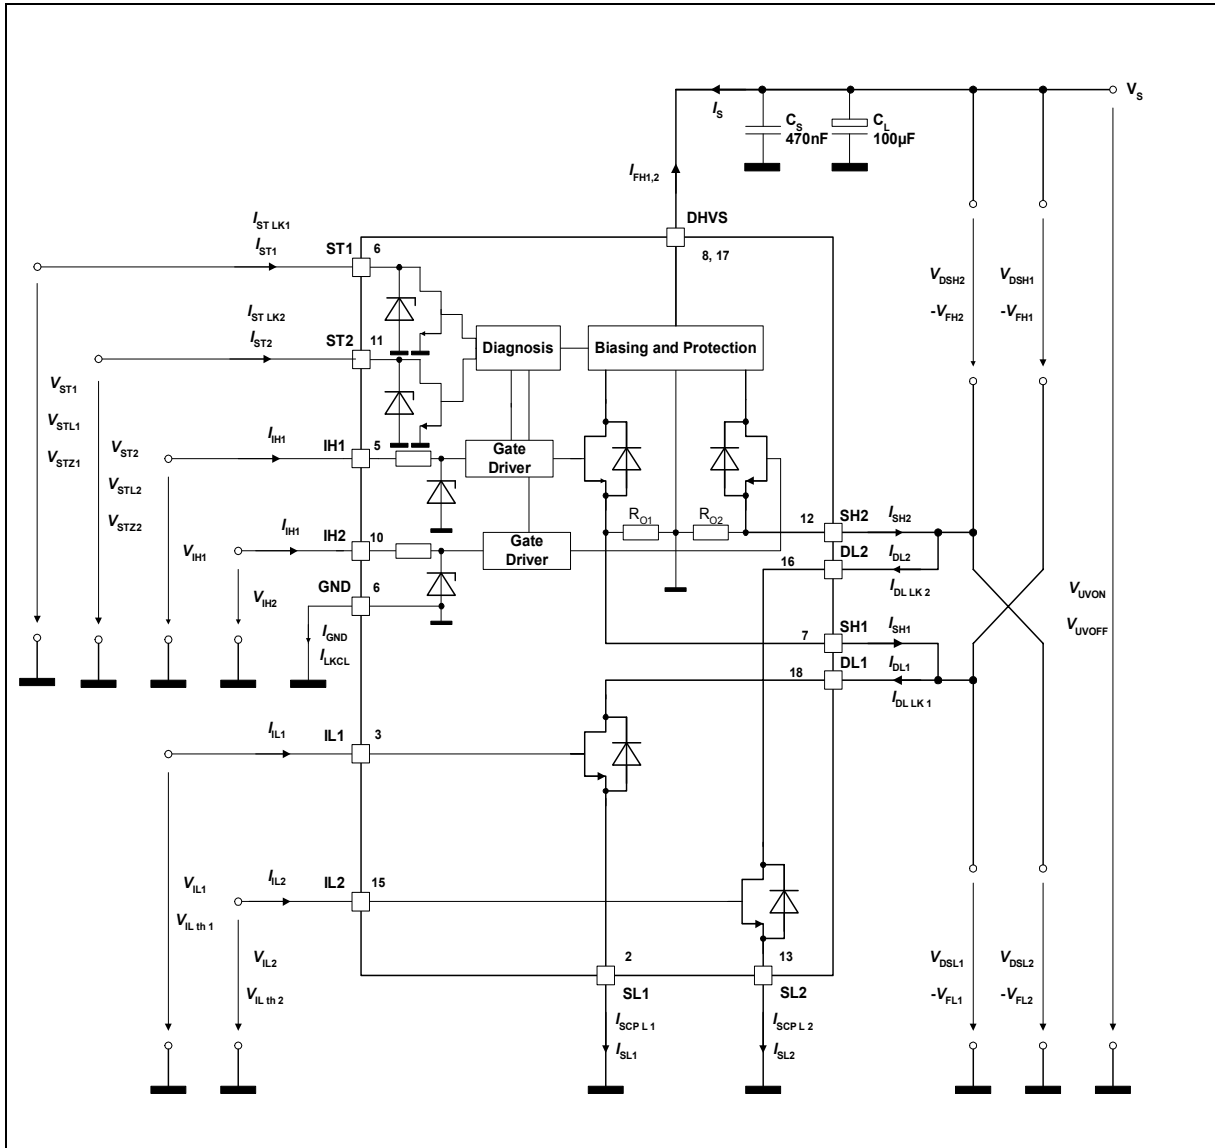 V_S
I_S
C_S
470nF
C_L
100µF
I_FH1,2
DHVS
8, 17
I_ST LK1
I_ST1
ST1
6
I_ST LK2
I_ST2
ST2
11
Diagnosis
Biasing and Protection
V_DSH2
-V_FH2
V_DSH1
-V_FH1
V_ST1
V_STL1
V_STZ1
V_ST2
V_STL2
V_STZ2
I_IH1
IH1
5
Gate
Driver
R_O1
R_O2
12
SH2
I_SH2
I_IH1
IH2
10
Gate
Driver
16
DL2
I_DL2
I_DL LK 2
V_IH1
V_IH2
GND
6
I_GND
I_LKCL
7
SH1
I_SH1
V_UVON
V_UVOFF
18
DL1
I_DL1
I_DL LK 1
I_IL1
IL1
3
V_IL1
V_IL th 1
I_IL2
IL2
15
V_IL2
V_IL th 2
2
13
SL1
SL2
V_DSL1
-V_FL1
V_DSL2
-V_FL2
I_SCP L 1
I_SL1
I_SCP L 2
I_SL2